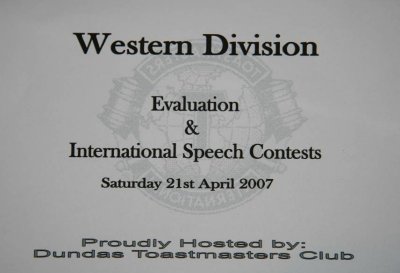 Western Division
Evaluation
&
International Speech Contests
Saturday 21st April 2007
Proudly Hosted by:
Dundas Toastmasters Club